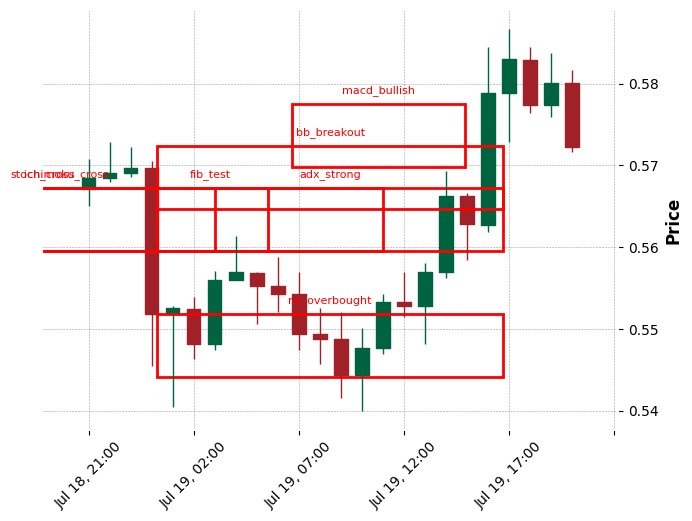 macd_bullish
0.58
bb_breakout
0.57
fib_test
adx_strong
0.56
Price
0.55
0.54
Jul 18, 21:00
Jul 19, 02:00
Jul 19, 07:00
Jul 19, 12:00
Jul 19, 17:00